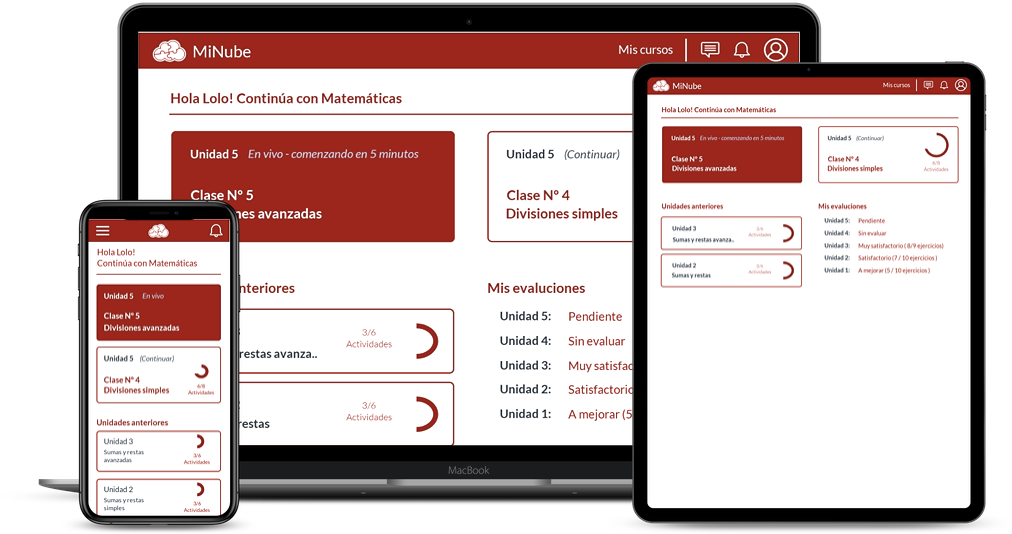 MiNube
Mis cursos
Hola Lolo! Continúa con Matemáticas
Unidad 5 En vivo - comenzando en 5 minutos
Clase Nº 5
nes avanzadas
Unidad 5 (Continuar)
Clase Nº 4
Divisiones simples
nteriores
restas avanza..
3/6
Actividades
restas
3/6
Actividades
Mis evaluciones
Unidad 5: Pendiente
Unidad 4: Sin evaluar
Unidad 3: Muy satisfac
Unidad 2: Satisfactorio
Unidad 1: A mejorar (5
MacBook
Hola Lolo!
Continúa con Matemáticas
Unidad 5 En vivo
Clase Nº 5
Divisiones avanzadas
Unidad 5 (Continuar)
Clase Nº 4
Divisiones simples
6/8
Actividades
Unidades anteriores
Unidad 3
Sumas y restas
avanzadas
3/6
Actividades
Unidad 2
Sumas y restas
simples
3/6
Actividades
MiNube
Mis cursos
Hola Lolo! Continúa con Matemáticas
Unidad 5 En vivo - comenzando en 5 minutos
Clase Nº 5
Divisiones avanzadas
Unidad 5 (Continuar)
Clase Nº 4
Divisiones simples
6/8
Actividades
Unidades anteriores
Unidad 3
Sumas y restas avanza..
3/6
Actividades
Unidad 2
Sumas y restas
3/6
Actividades
Mis evaluciones
Unidad 5: Pendiente
Unidad 4: Sin evaluar
Unidad 3: Muy satisfactorio ( 8/9 ejercicios)
Unidad 2: Satisfactorio (7 / 10 ejercicios )
Unidad 1: A mejorar (5 / 10 ejercicios )